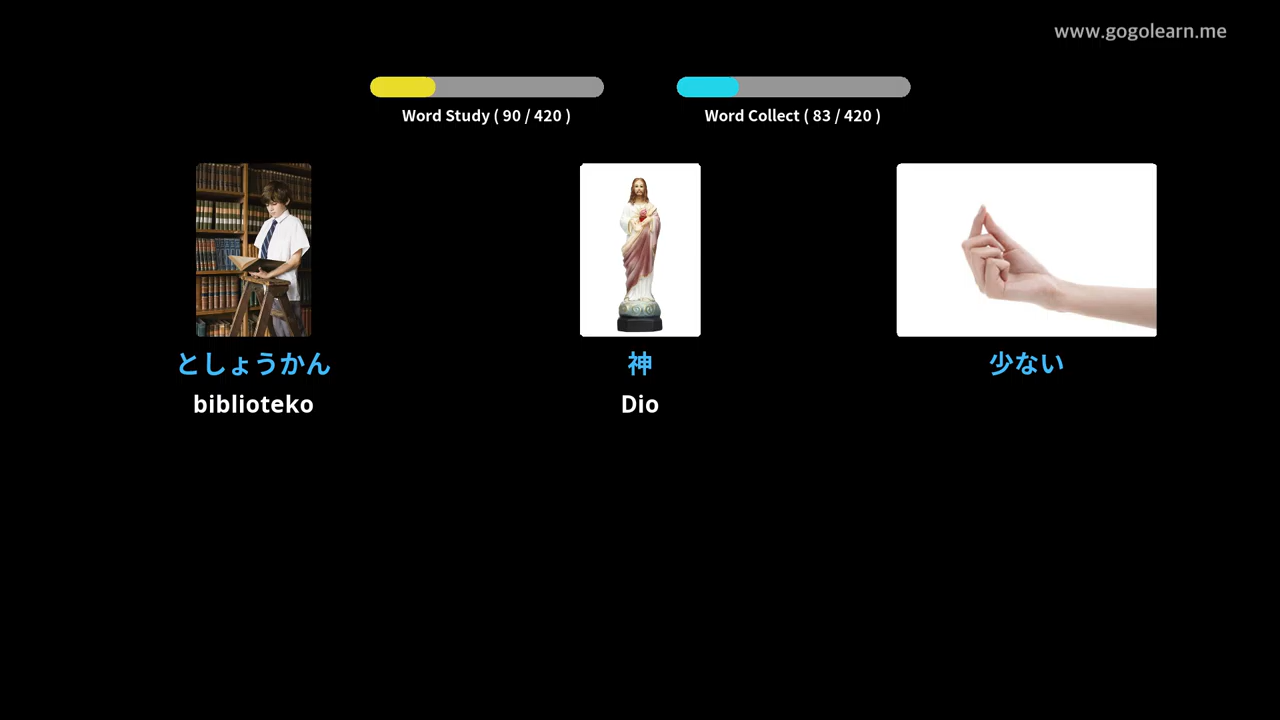 www.gogolearn.me
Word Study ( 90 / 420 )
Word Collect ( 83 / 420 )
としょうかん
biblioteko
神
Dio
少ない